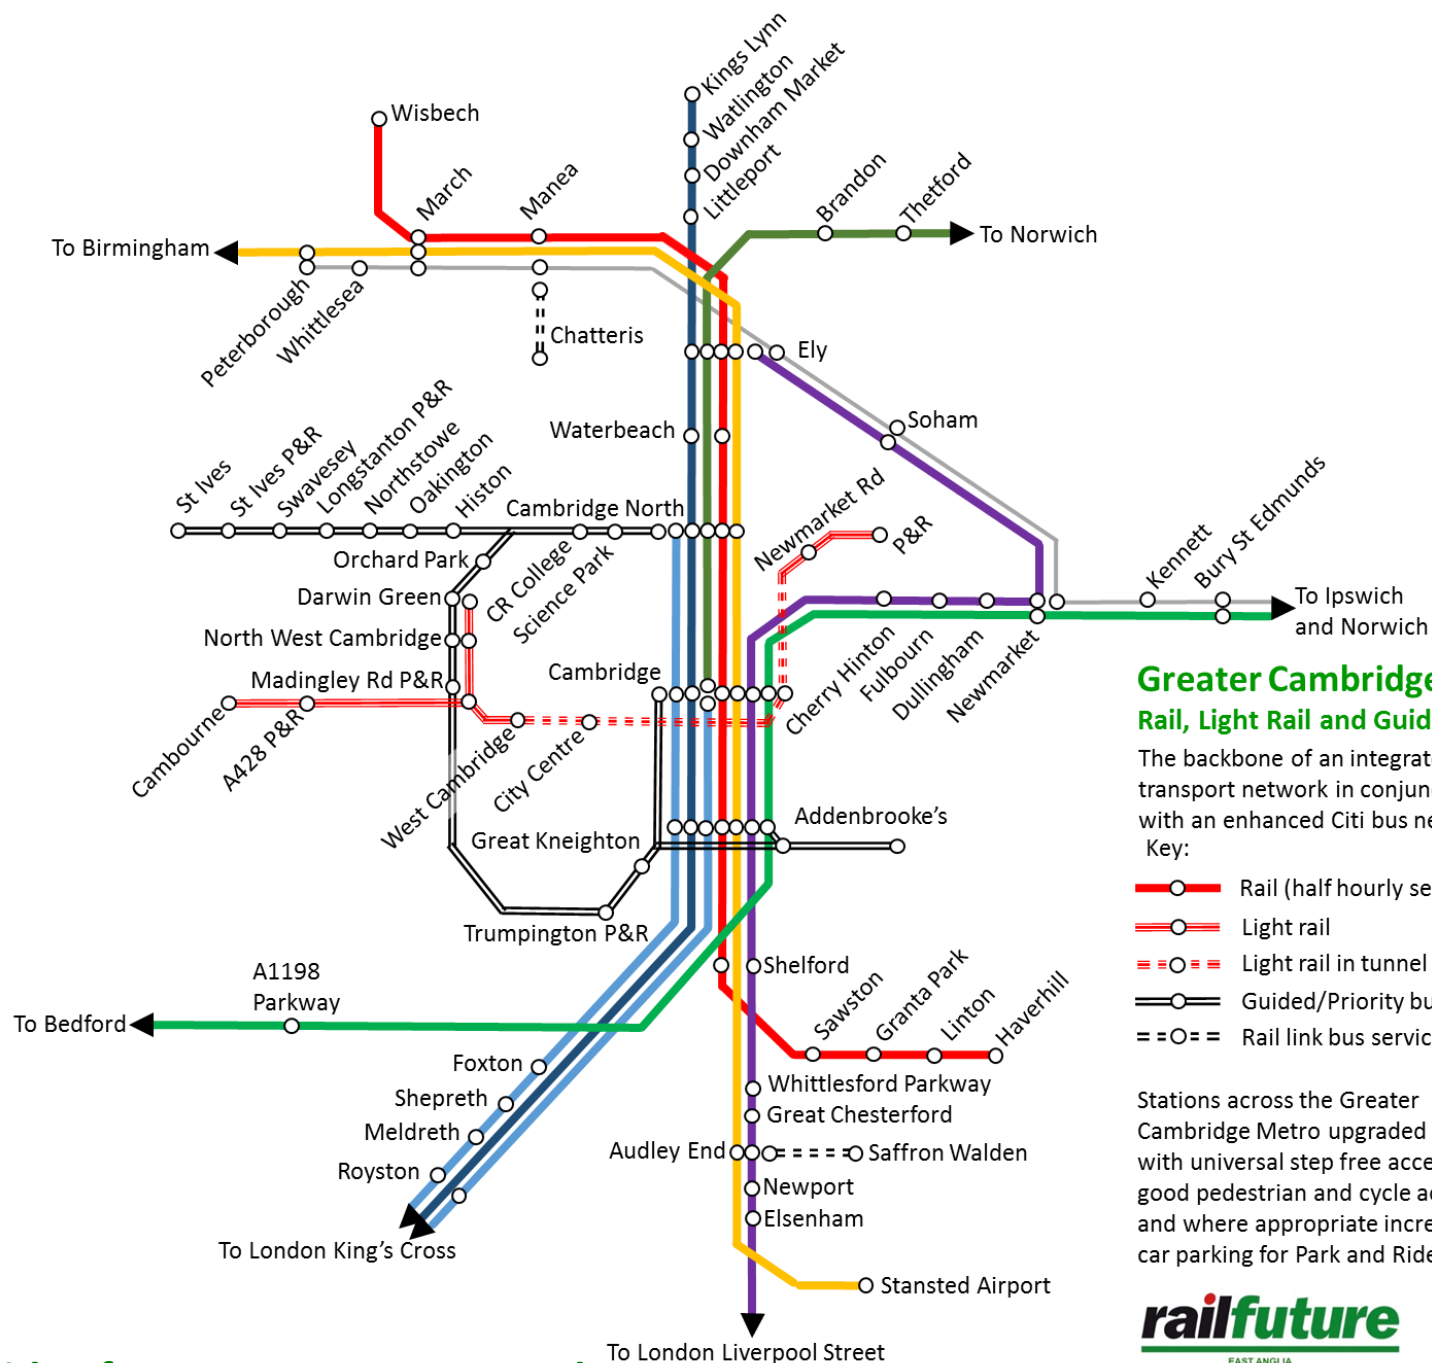 Kings Lynn
Watlington
Downham Market
Littleport
Wisbech
March
Manea
Brandon
Thetford
To Birmingham
To Norwich
Peterborough
Whittlesea
Chatteris
Ely
Soham
Waterbeach
St Ives
St Ives P&R
Swavesey
Longstanton P&R
Northstowe
Oakington
Histon
Cambridge North
Newmarket Rd
P&R
Orchard Park
CR College
Science Park
Darwin Green
North West Cambridge
Madingley Rd P&R
Cambridge
Cherry Hinton
Fulbourn
Dullingham
Newmarket
Kennett
Bury St Edmunds
To Ipswich
and Norwich
Cambourne
A428 P&R
West Cambridge
City Centre
Great Kneighton
Addenbrooke's
Trumpington P&R
A1198
Parkway
To Bedford
Shelford
Sawston
Granta Park
Linton
Haverhill
Foxton
Shepreth
Meldreth
Royston
To London King's Cross
Whittlesford Parkway
Great Chesterford
Audley End
Saffron Walden
Newport
Elsenham
Stansted Airport
To London Liverpool Street
Greater Cambridge
Rail, Light Rail and Guid
The backbone of an integrat
transport network in conjun
with an enhanced Citi bus ne
Key:
Rail (half hourly se
Light rail
Light rail in tunnel
Guided/Priority bu
Rail link bus servic
Stations across the Greater
Cambridge Metro upgraded
with universal step free acce
good pedestrian and cycle a
and where appropriate incre
car parking for Park and Ride
railfuture
EAST ANGLIA